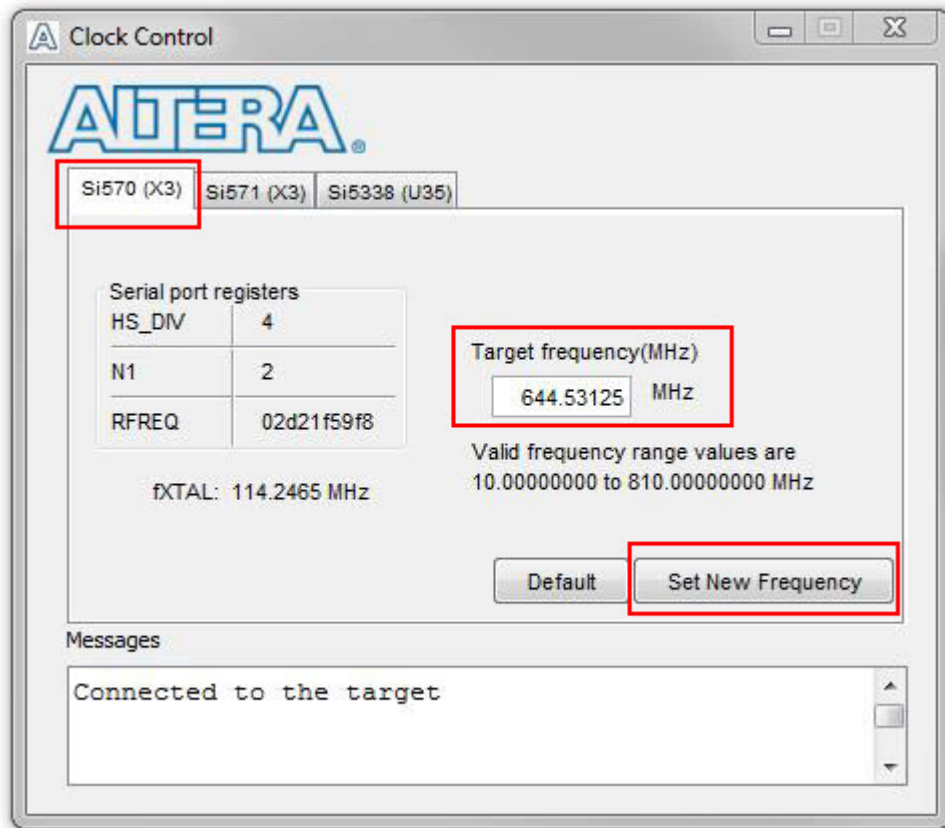 Clock Control
ALTERA®
Si570 (X3) Si571 (X3) Si5338 (U35)
Serial port registers
HS_DIV 4
N1 2
RFREQ 02d21f59f8
fXTAL: 114.2465 MHz
Target frequency(MHz)
644.53125 MHz
Valid frequency range values are
10.00000000 to 810.00000000 MHz
Default Set New Frequency
Messages
Connected to the target